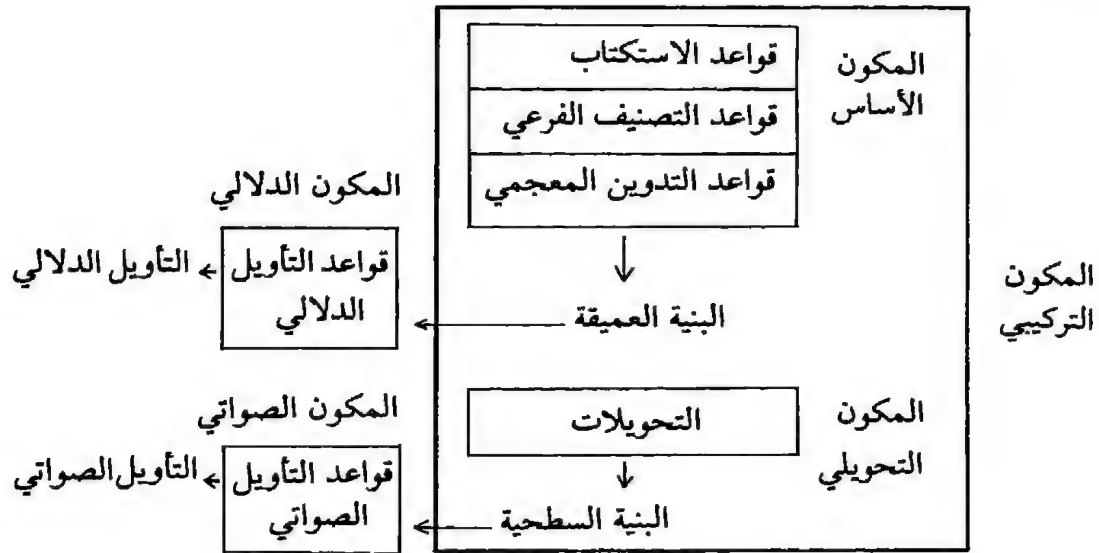 قواعد الاستكتاب
المكون
الأساس
قواعد التصنيف الفرعي
قواعد التدوين المعجمي
المكون الدلالي
قواعد التأويل
الدلالي
التأويل الدلالي
المكون
التركيبي
البنية العميقة
المكون
التحويلي
التحويلات
المكون الصواتي
قواعد التأويل
الصواتي
التأويل الصواتي
البنية السطحية